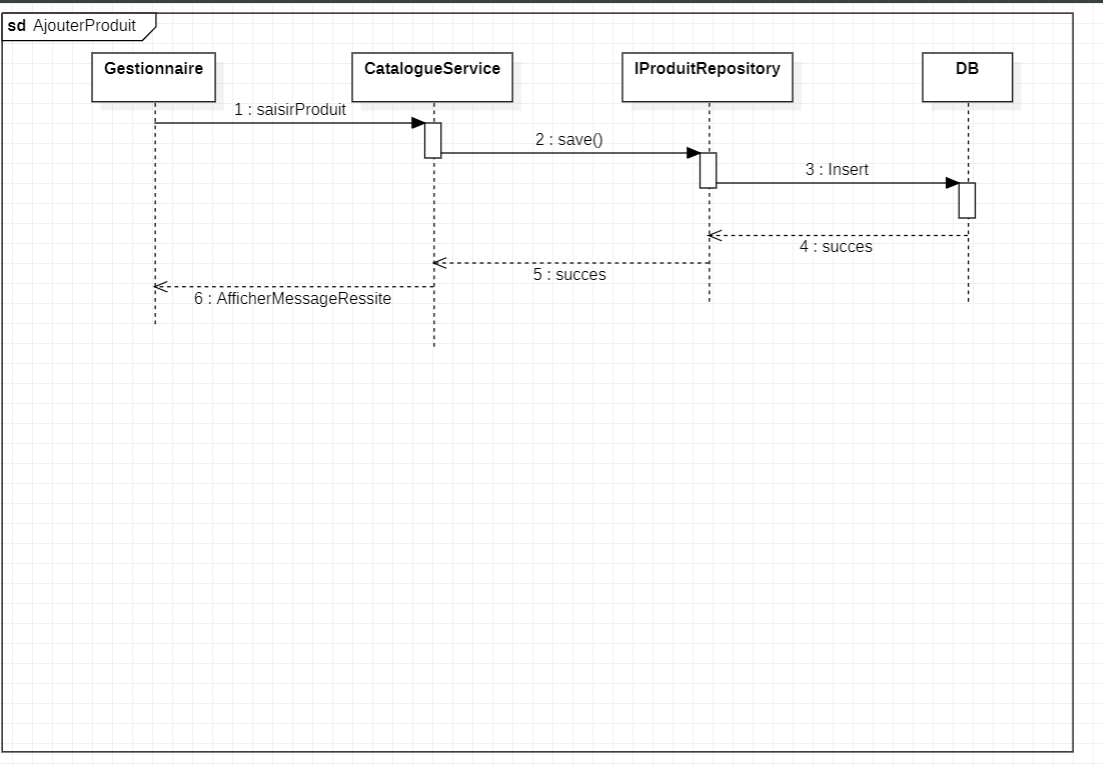 sd AjouterProduit
Gestionnaire
CatalogueService
IProduitRepository
DB
1 : saisirProduit
2 : save()
3 : Insert
4 : succes
5 : succes
6 : AfficherMessageRessite